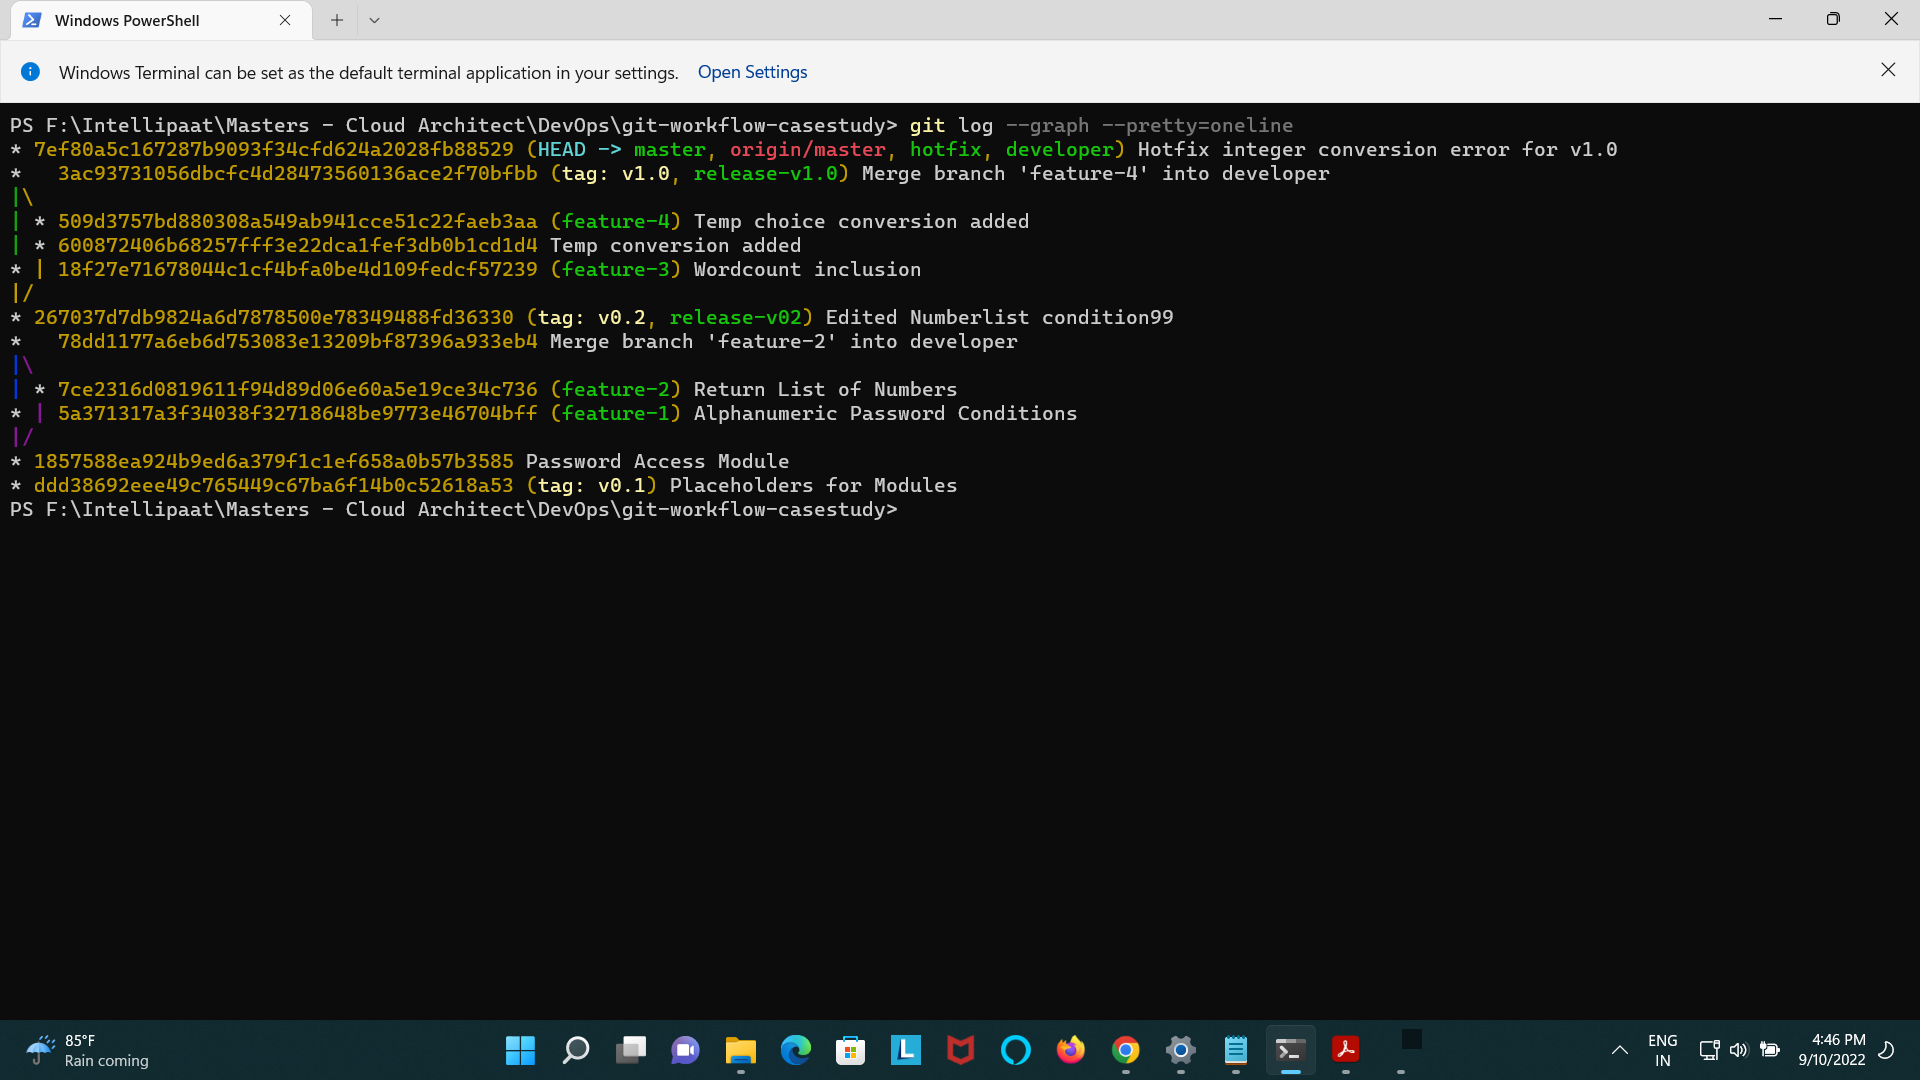 Windows PowerShell
Windows Terminal can be set as the default terminal application in your settings. Open Settings
PS F:\Intellipaat\Masters - Cloud Architect\DevOps\git-workflow-casestudy> git log --graph --pretty=oneline
* 7ef80a5c167287b9093f34cfd624a2028fb88529 (HEAD -> master, origin/master, hotfix, developer) Hotfix integer conversion error for v1.0
*   3ac93731056dbcfc4d28473560136ace2f70bfbb (tag: v1.0, release-v1.0) Merge branch 'feature-4' into developer
|\
| * 509d3757bd880308a549ab941cce51c22faeb3aa (feature-4) Temp choice conversion added
| * 600872406b68257fff3e22dca1fef3db0b1cd1d4 Temp conversion added
* | 18f27e71678044c1cf4bfa0be4d109fedcf57239 (feature-3) Wordcount inclusion
|/
* 267037d7db9824a6d7878500e78349488fd36330 (tag: v0.2, release-v02) Edited Numberlist condition99
*   78dd1177a6eb6d753083e13209bf87396a933eb4 Merge branch 'feature-2' into developer
|\
| * 7ce2316d0819611f94d89d06e60a5e19ce34c736 (feature-2) Return List of Numbers
* | 5a371317a3f34038f32718648be9773e46704bff (feature-1) Alphanumeric Password Conditions
|/
* 1857588ea924b9ed6a379f1c1ef658a0b57b3585 Password Access Module
* ddd38692eee49c765449c67ba6f14b0c52618a53 (tag: v0.1) Placeholders for Modules
PS F:\Intellipaat\Masters - Cloud Architect\DevOps\git-workflow-casestudy>
85°F
Rain coming
L
ENG
IN
4:46 PM
9/10/2022